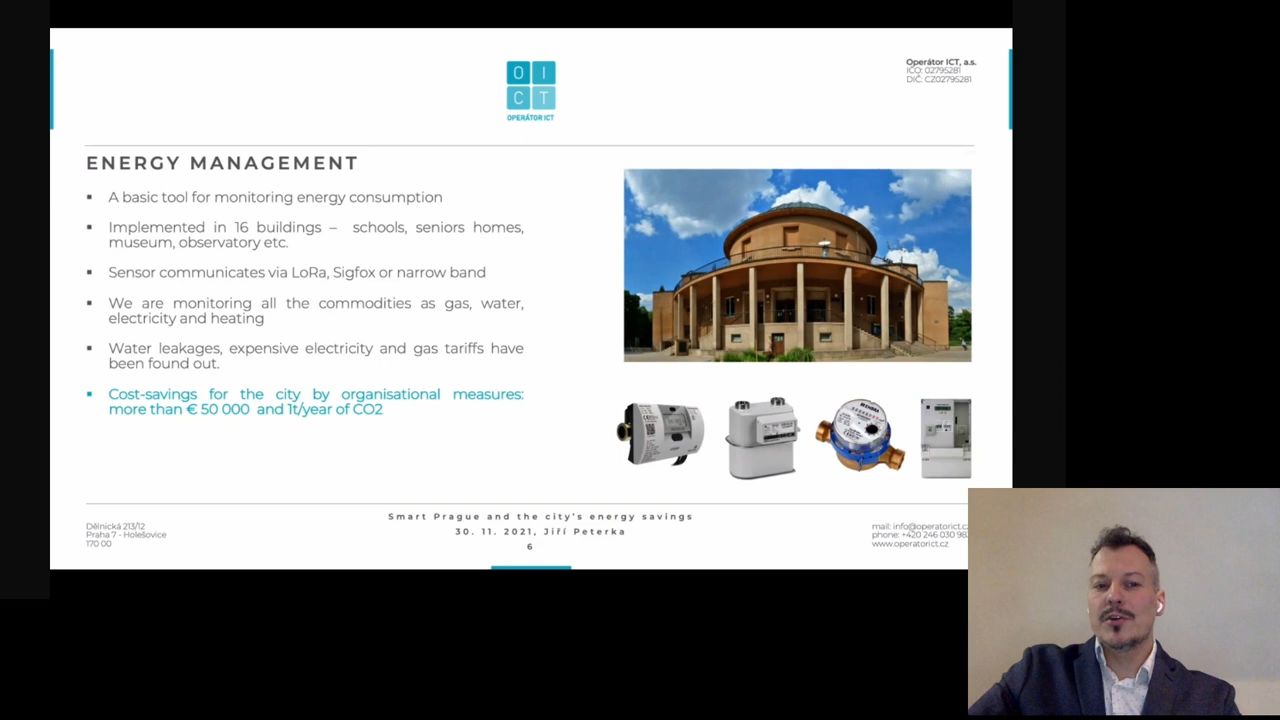 O I
C T
OPERÁTOR ICT
Operátor ICT, a.s.
IČO: 02795281
DIČ: CZ02795281
ENERGY MANAGEMENT
▪ A basic tool for monitoring energy consumption
▪ Implemented in 16 buildings – schools, seniors homes,
museum, observatory etc.
▪ Sensor communicates via LoRa, Sigfox or narrow band
▪ We are monitoring all the commodities as gas, water,
electricity and heating
▪ Water leakages, expensive electricity and gas tariffs have
been found out.
▪ Cost-savings for the city by organisational measures:
more than € 50 000 and 1t/year of CO2
Dělnická 213/12
Praha 7 - Holešovice
170 00
Smart Prague and the city's energy savings
30. 11. 2021, Jiří Peterka
6
mail: info@operatorict.cz
phone: +420 246 030 98
www.operatorict.cz